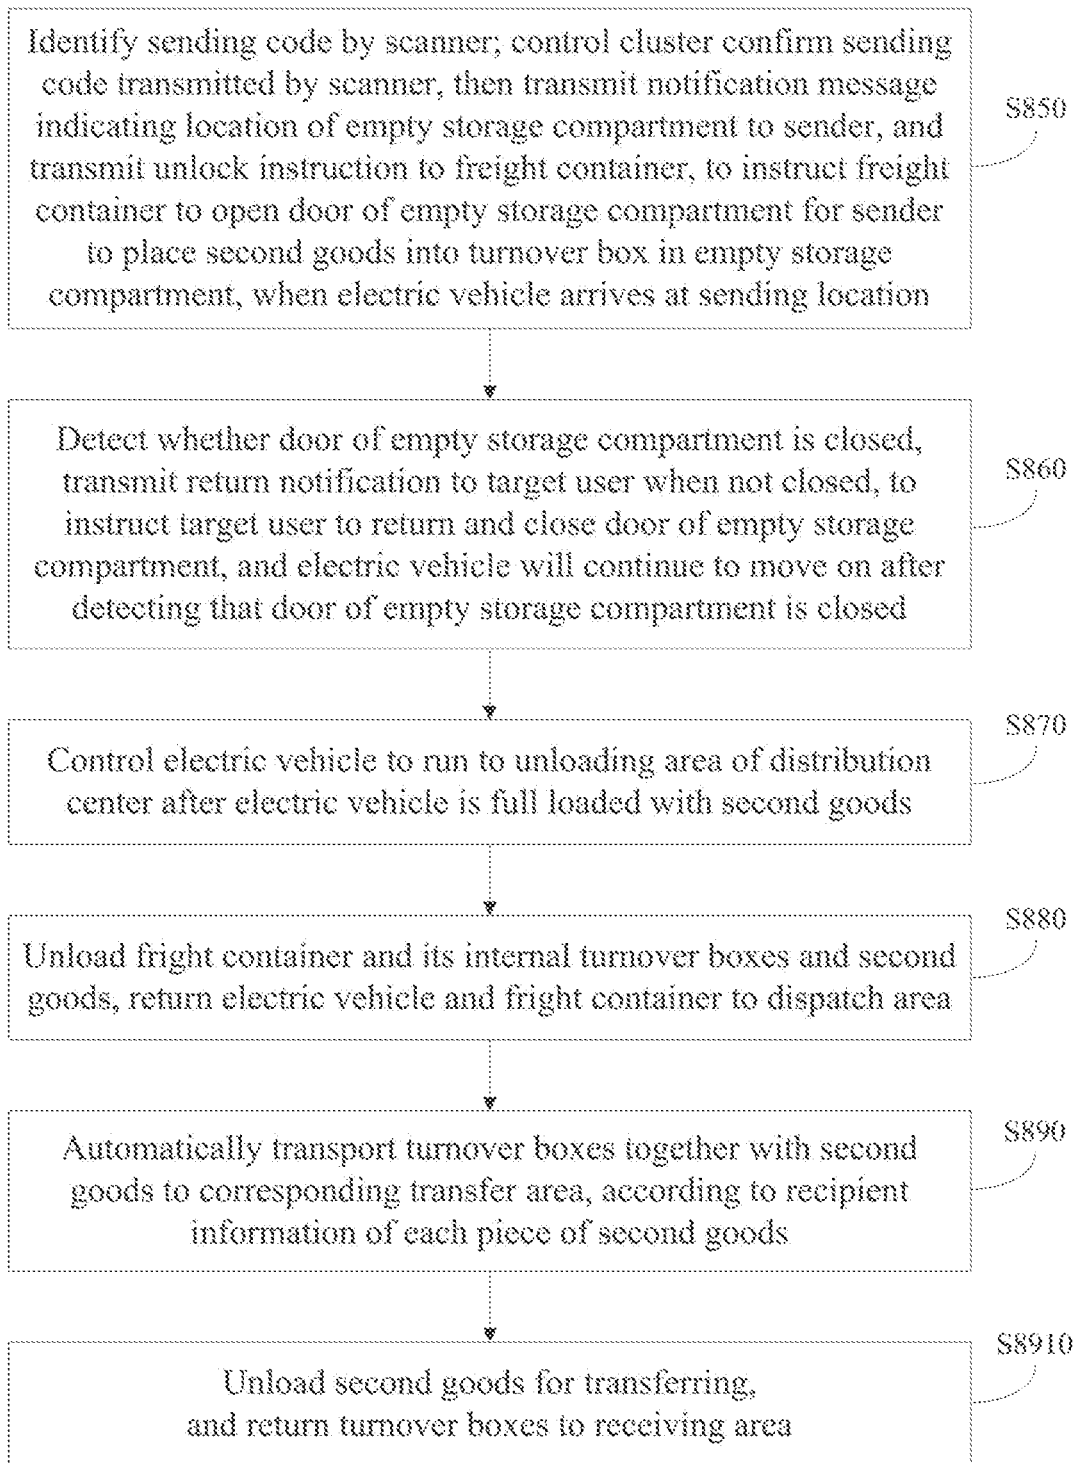 Identify sending code by scanner; control cluster confirm sending
code transmitted by scanner, then transmit notification message
indicating location of empty storage compartment to sender, and
transmit unlock instruction to freight container, to instruct freight
container to open door of empty storage compartment for sender
to place second goods into turnover box in empty storage
compartment, when electric vehicle arrives at sending location
S850
Detect whether door of empty storage compartment is closed,
transmit return notification to target user when not closed, to
instruct target user to return and close door of empty storage
compartment, and electric vehicle will continue to move on after
detecting that door of empty storage compartment is closed
S860
Control electric vehicle to run to unloading area of distribution
center after electric vehicle is full loaded with second goods
S870
Unload fright container and its internal turnover boxes and second
goods, return electric vehicle and fright container to dispatch area
S880
Automatically transport turnover boxes together with second
goods to corresponding transfer area, according to recipient
information of each piece of second goods
S890
Unload second goods for transferring,
and return turnover boxes to receiving area
S8910